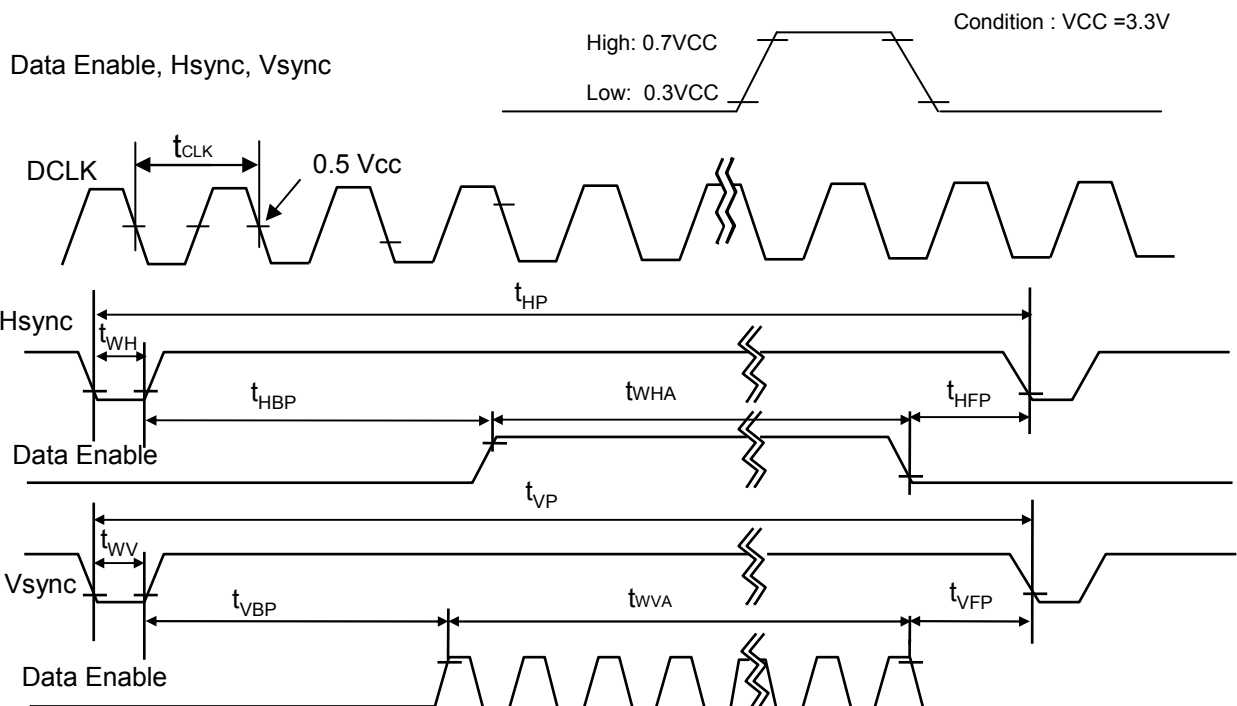 Condition : VCC =3.3V
High: 0.7VCC
Data Enable, Hsync, Vsync
Low: 0.3VCC
tCLK
0.5 Vcc
DCLK
tHP
Hsync
tWH
tHBP
tWHA
tHFP
Data Enable
tVP
tWV
Vsync
tVBP
tWVA
tVFP
Data Enable